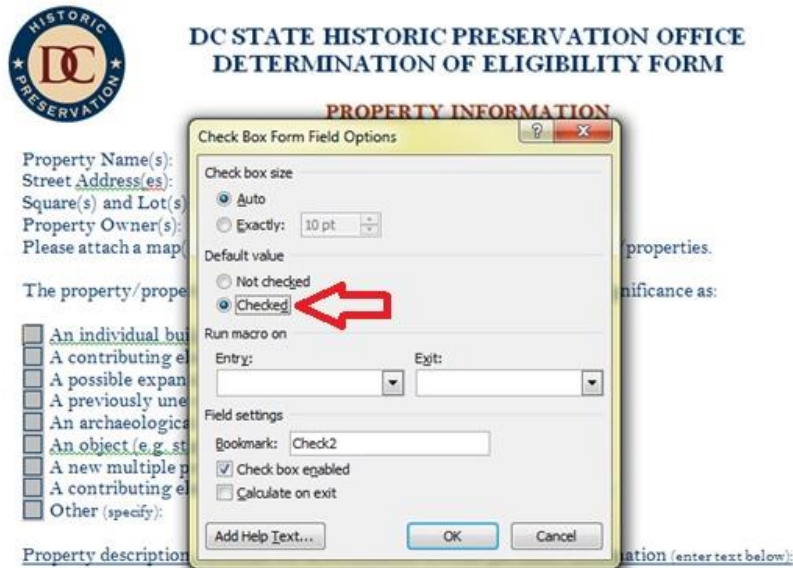 HISTORIC
DC
PRESERVATION
DC STATE HISTORIC PRESERVATION OFFICE
DETERMINATION OF ELIGIBILITY FORM
PROPERTY INFORMATION
Check Box Form Field Options
Property Name(s):
Street Address(es):
Square(s) and Lot(s)
Property Owner(s):
Please attach a map( /properties.
The property/prope nificance as:
An individual bui
A contributing el
A possible expan
A previously une
An archaeologica
An object (e.g. st
A new multiple p
A contributing el
Other (specify):
Property description ation (enter text below):
Check box size
Auto
Exactly: 10 pt
Default value
Not checked
Checked
Run macro on
Entry: Exit:
Field settings
Bookmark: Check2
Check box enabled
Calculate on exit
Add Help Text... OK Cancel